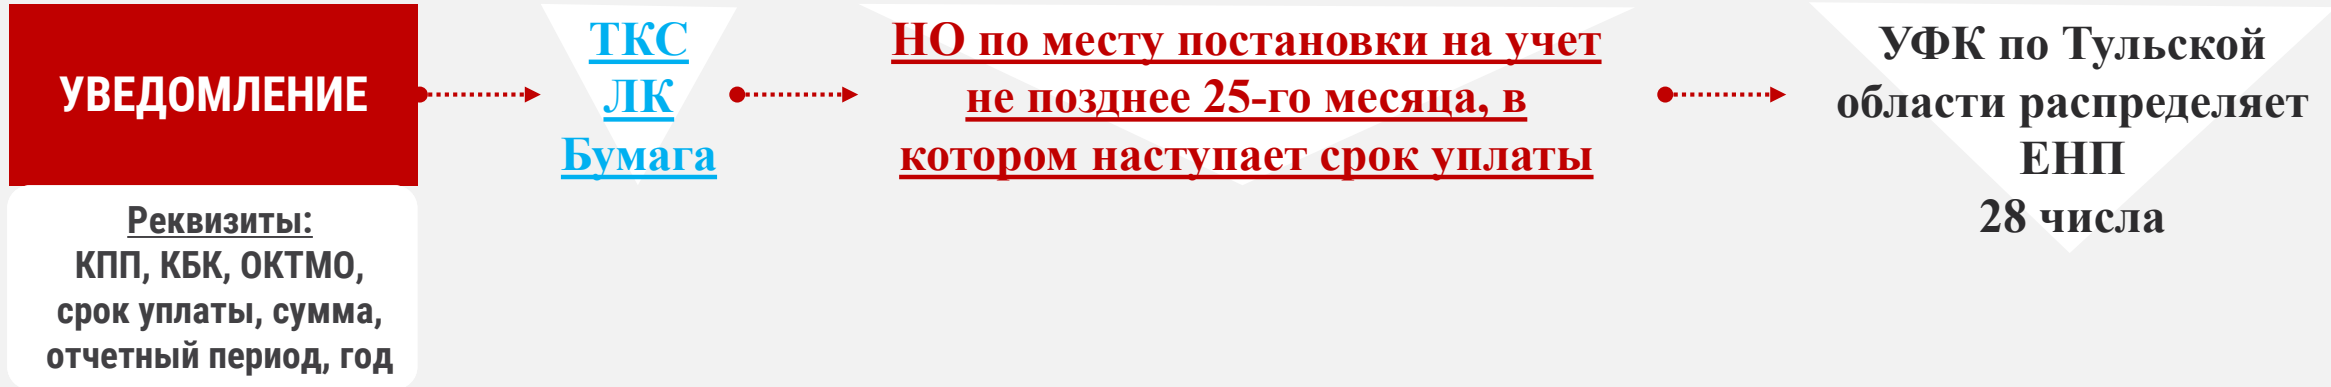 УВЕДОМЛЕНИЕ
Реквизиты:
КПП, КБК, ОКТМО,
срок уплаты, сумма,
отчетный период, год
ТКС
ЛК
Бумага
НО по месту постановки на учет
не позднее 25-го месяца, в
котором наступает срок уплаты
УФК по Тульской
области распределяет
ЕНП
28 числа